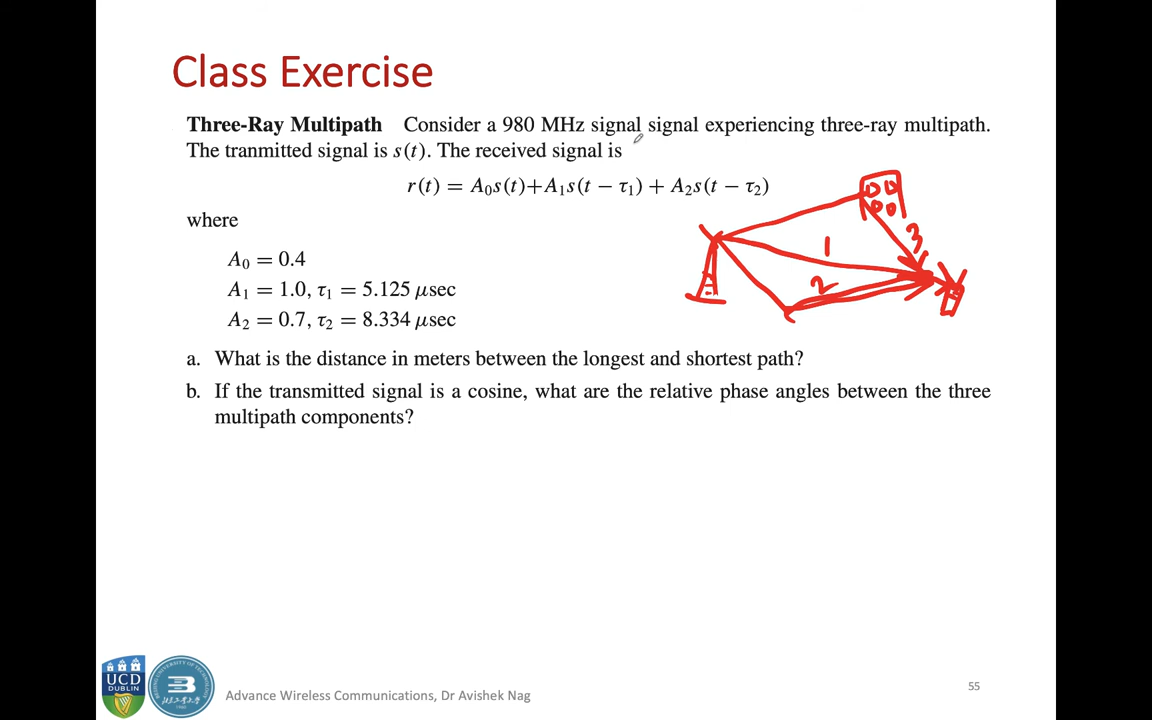 Class Exercise
Three-Ray Multipath Consider a 980 MHz signal signal experiencing three-ray multipath.
The tranmitted signal is s(t). The received signal is
r(t) = A₀s(t)+A₁s(t − τ₁) + A₂s(t − τ₂)
where
A₀ = 0.4
A₁ = 1.0, τ₁ = 5.125 μsec
A₂ = 0.7, τ₂ = 8.334 μsec
1
2
3
a. What is the distance in meters between the longest and shortest path?
b. If the transmitted signal is a cosine, what are the relative phase angles between the three
multipath components?
UCD
DUBLIN
Advance Wireless Communications, Dr Avishek Nag
55